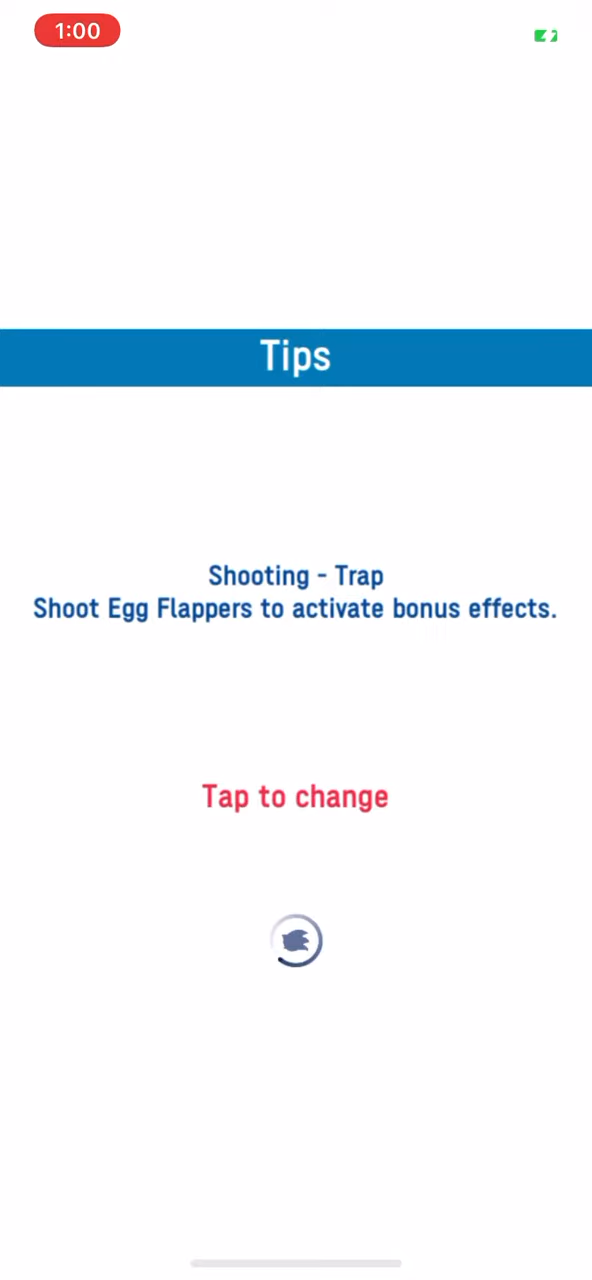 1:00
Tips
Shooting - Trap
Shoot Egg Flappers to activate bonus effects.
Tap to change